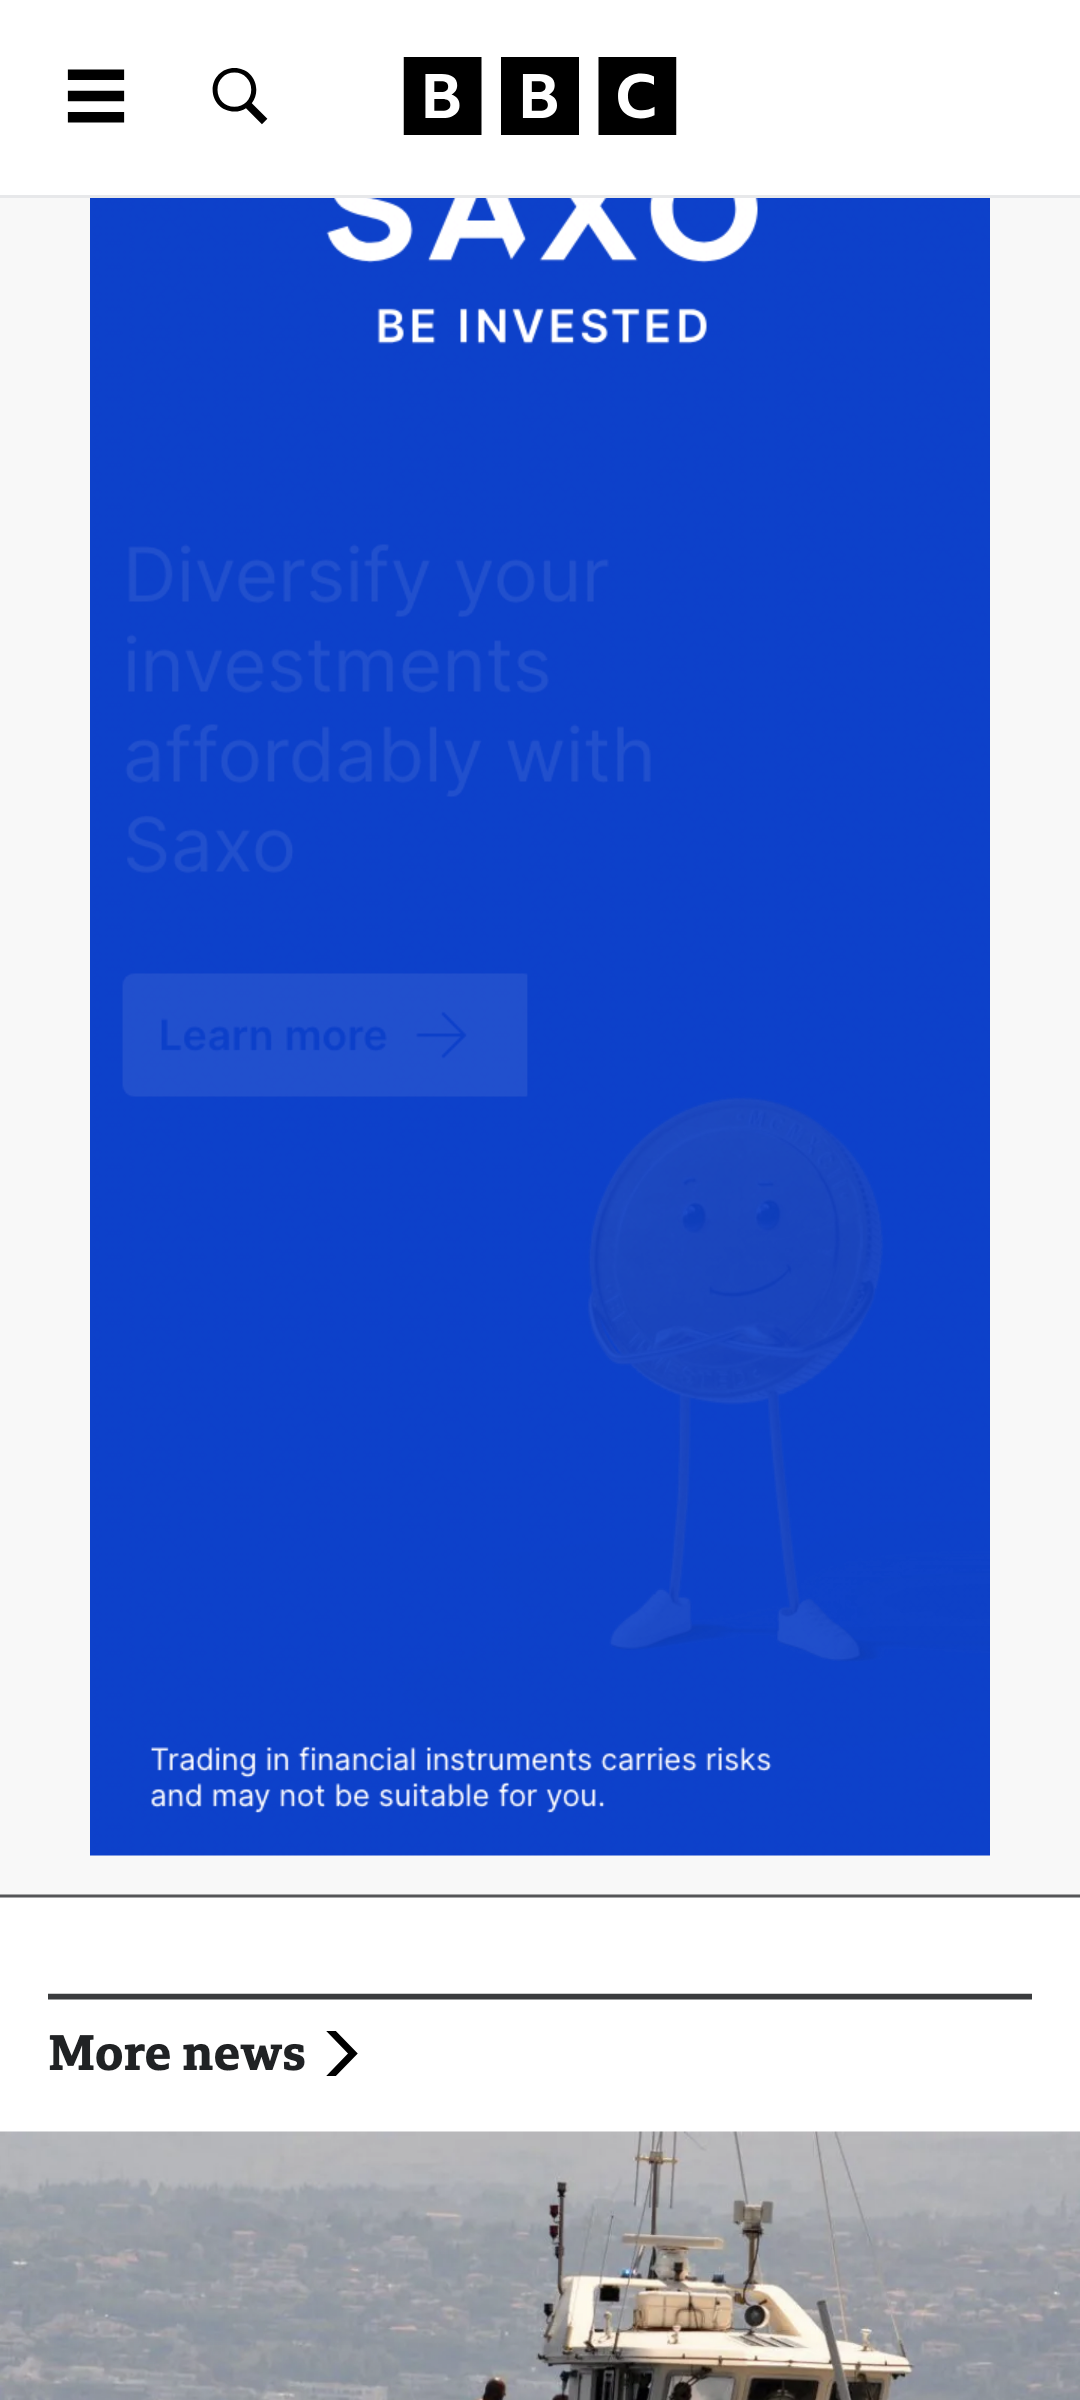 BBC
SAXO
BE INVESTED
Diversify your
investments
affordably with
Saxo
Learn more
Trading in financial instruments carries risks
and may not be suitable for you.
More news